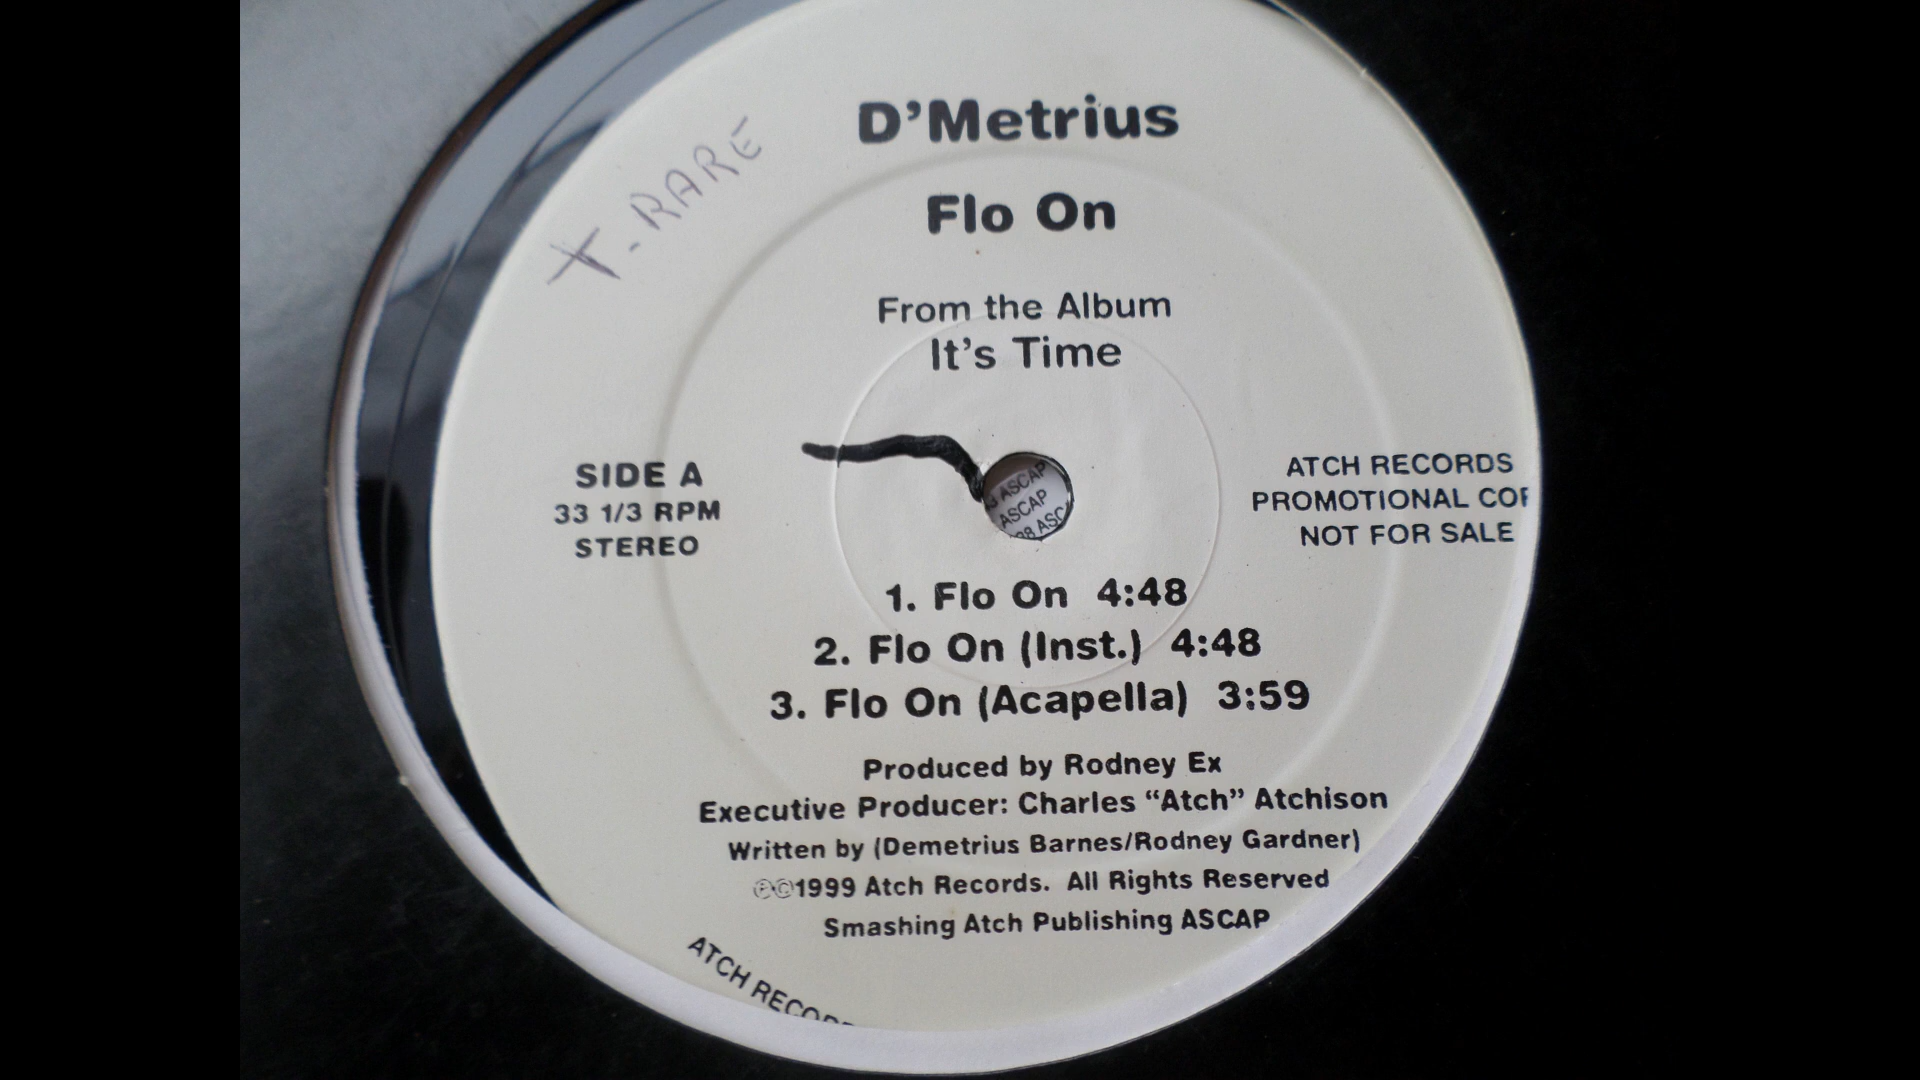 D'Metrius
X-RARE
Flo On
From the Album
It's Time
SIDE A
33 1/3 RPM
STEREO
ATCH RECORDS
PROMOTIONAL COP
NOT FOR SALE
ASCAP
ASCAP
ASC
1. Flo On 4:48
2. Flo On (Inst.) 4:48
3. Flo On (Acapella) 3:59
Produced by Rodney Ex
Executive Producer: Charles “Atch” Atchison
Written by (Demetrius Barnes/Rodney Gardner)
℗©1999 Atch Records. All Rights Reserved
Smashing Atch Publishing ASCAP
ATCH RECORD